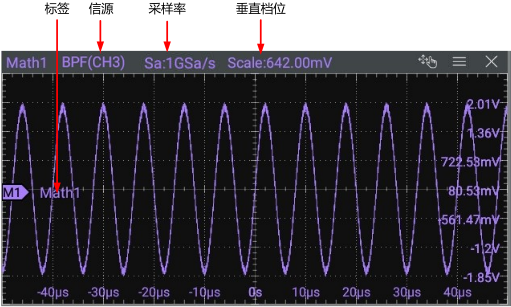 标签 信源 采样率 垂直档位
Math1 BPF(CH3) Sa:1GSa/s Scale:642.00mV
2.01V
1.36V
722.53mV
M1 Math1 80.53mV
-561.47mV
-1.2V
-1.85V
-40μs -30μs -20μs -10μs 0s 10μs 20μs 30μs 40μs